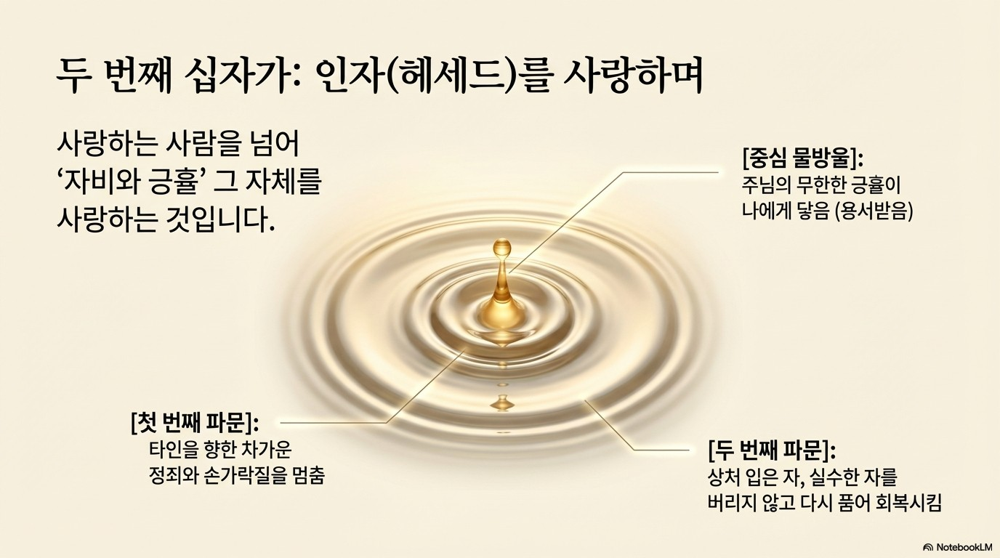 두 번째 십자가: 인자(헤세드)를 사랑하며
사랑하는 사람을 넘어
‘자비와 긍휼’ 그 자체를
사랑하는 것입니다.
[중심 물방울]:
주님의 무한한 긍휼이
나에게 닿음 (용서받음)
[첫 번째 파문]:
타인을 향한 차가운
정죄와 손가락질을 멈춤
[두 번째 파문]:
상처 입은 자, 실수한 자를
버리지 않고 다시 품어 회복시킴
NotebookLM